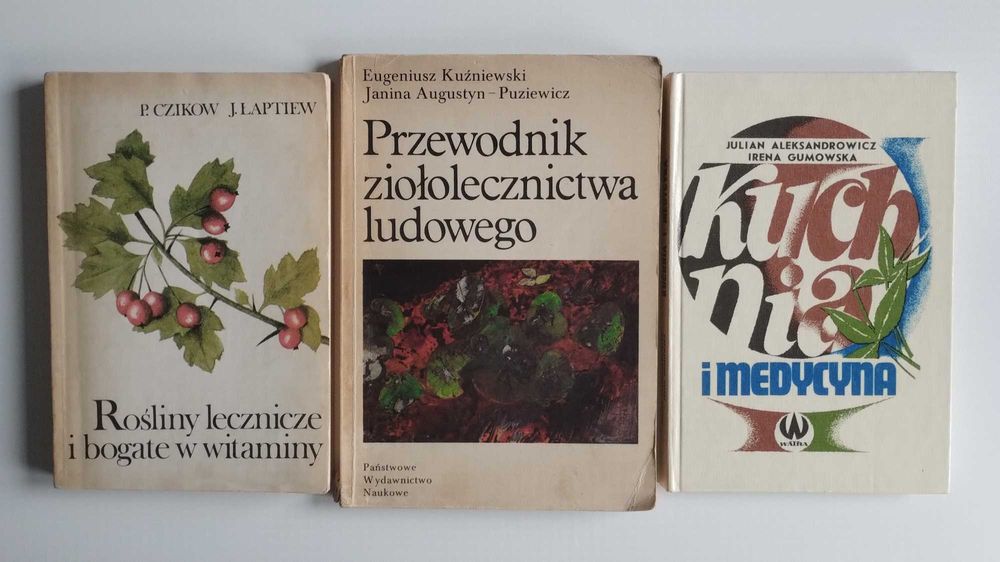 P. CZIKOW J. ŁAPTIEW
Rośliny lecznicze
i bogate w witaminy
Eugeniusz Kuźniewski
Janina Augustyn-Puziewicz
Przewodnik
ziołolecznictwa
ludowego
Państwowe
Wydawnictwo
Naukowe
JULIAN ALEKSANDROWICZ
IRENA GUMOWSKA
Kuch
nia
i MEDYCYNA
WATRA